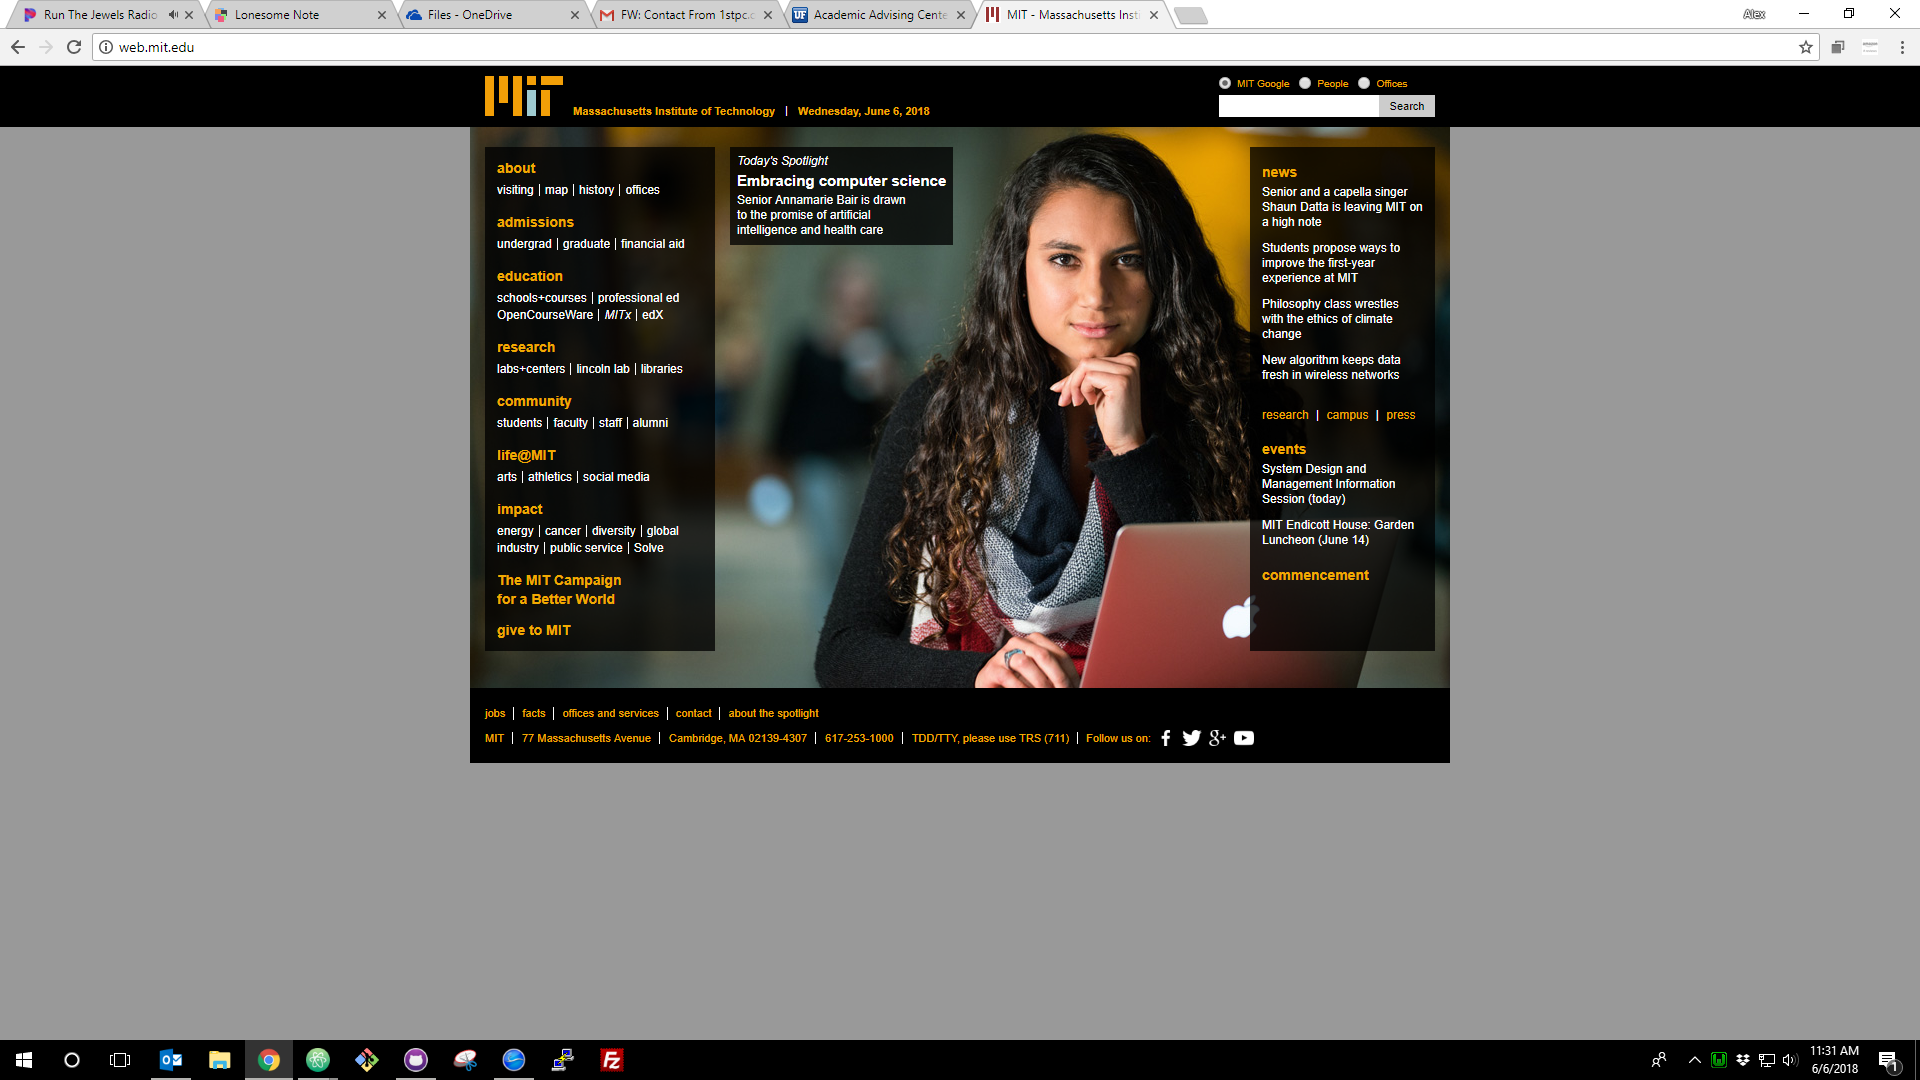 Run The Jewels Radio
Lonesome Note
Files - OneDrive
FW: Contact From 1stpc.c
Academic Advising Cente
MIT - Massachusetts Inst
Alex
web.mit.edu
MIT
Massachusetts Institute of Technology | Wednesday, June 6, 2018
MIT Google People Offices
Search
about
visiting | map | history | offices
admissions
undergrad | graduate | financial aid
education
schools+courses | professional ed
OpenCourseWare | MITx | edX
research
labs+centers | lincoln lab | libraries
community
students | faculty | staff | alumni
life@MIT
arts | athletics | social media
impact
energy | cancer | diversity | global
industry | public service | Solve
The MIT Campaign
for a Better World
give to MIT
Today's Spotlight
Embracing computer science
Senior Annamarie Bair is drawn
to the promise of artificial
intelligence and health care
news
Senior and a capella singer
Shaun Datta is leaving MIT on
a high note
Students propose ways to
improve the first-year
experience at MIT
Philosophy class wrestles
with the ethics of climate
change
New algorithm keeps data
fresh in wireless networks
research | campus | press
events
System Design and
Management Information
Session (today)
MIT Endicott House: Garden
Luncheon (June 14)
commencement
jobs | facts | offices and services | contact | about the spotlight
MIT | 77 Massachusetts Avenue | Cambridge, MA 02139-4307 | 617-253-1000 | TDD/TTY, please use TRS (711) | Follow us on:
11:31 AM
6/6/2018
1